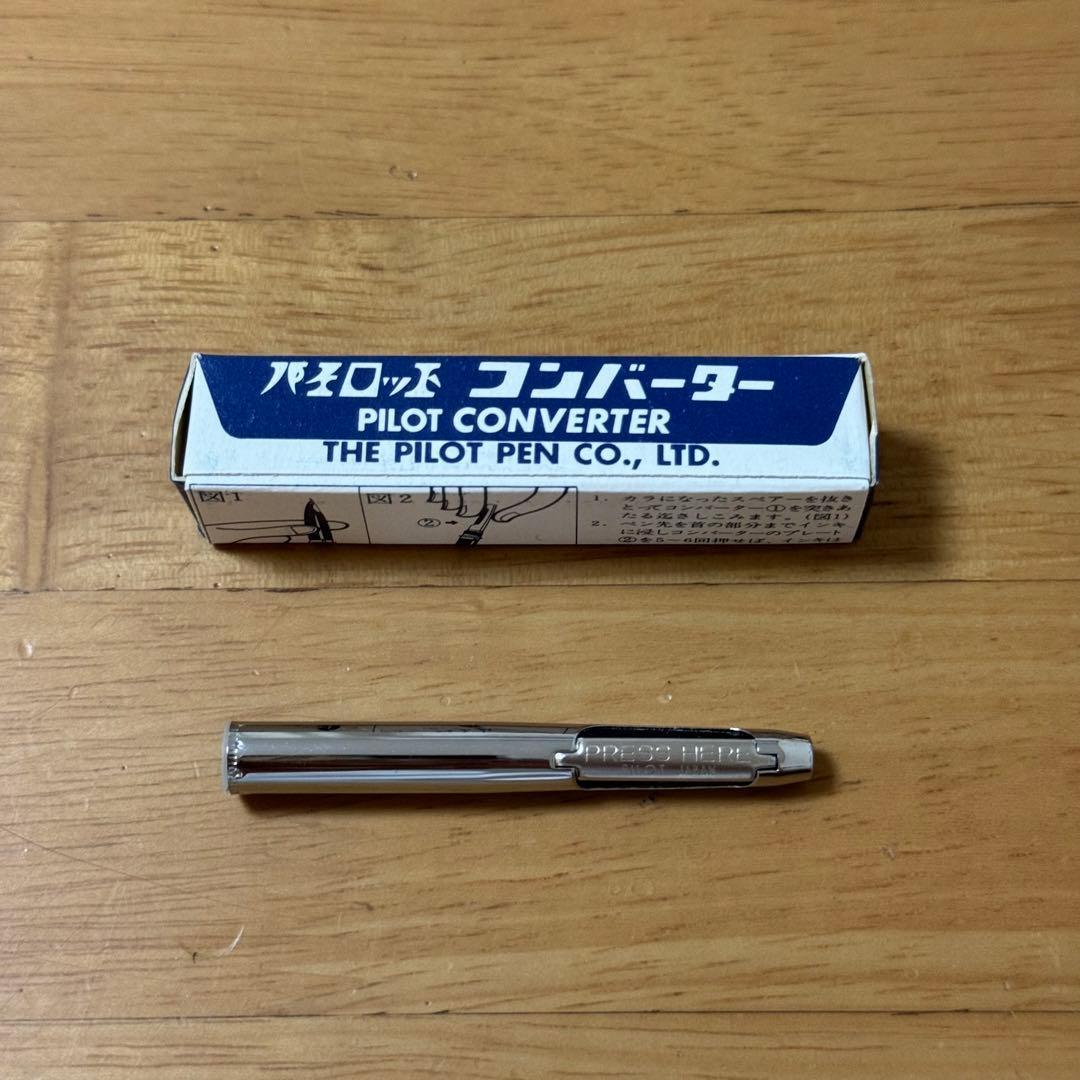 パイロット コンバーター
PILOT CONVERTER
THE PILOT PEN CO., LTD.
図1
図2
②→
1. カラになったスペアーを抜き
とってコンバーター①を突きあ
たる迄さしこみます。(図1)
2. ペン先を首の部分までインキ
に浸しコンバーターのプレート
②を5〜6回押せば、インキは
PRESS HERE
PILOT JAPAN